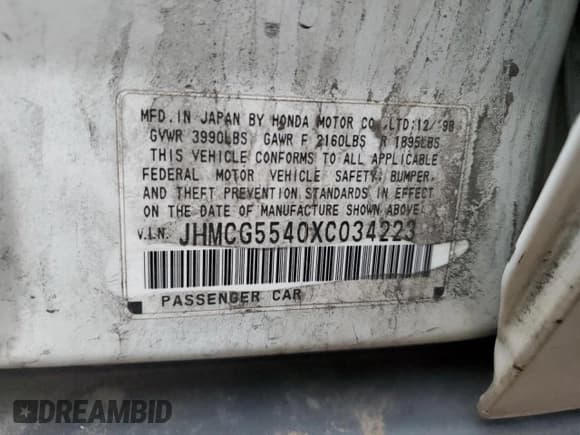 MFD. IN JAPAN BY HONDA MOTOR CO.,LTD:12/'98
GVWR 3990LBS GAWR F 2160LBS R 1895LBS
THIS VEHICLE CONFORMS TO ALL APPLICABLE
FEDERAL MOTOR VEHICLE SAFETY, BUMPER,
AND THEFT PREVENTION STANDARDS IN EFFECT
ON THE DATE OF MANUFACTURE SHOWN ABOVE.
V.I.N. JHMCG5540XC034223
PASSENGER CAR
DREAMBID